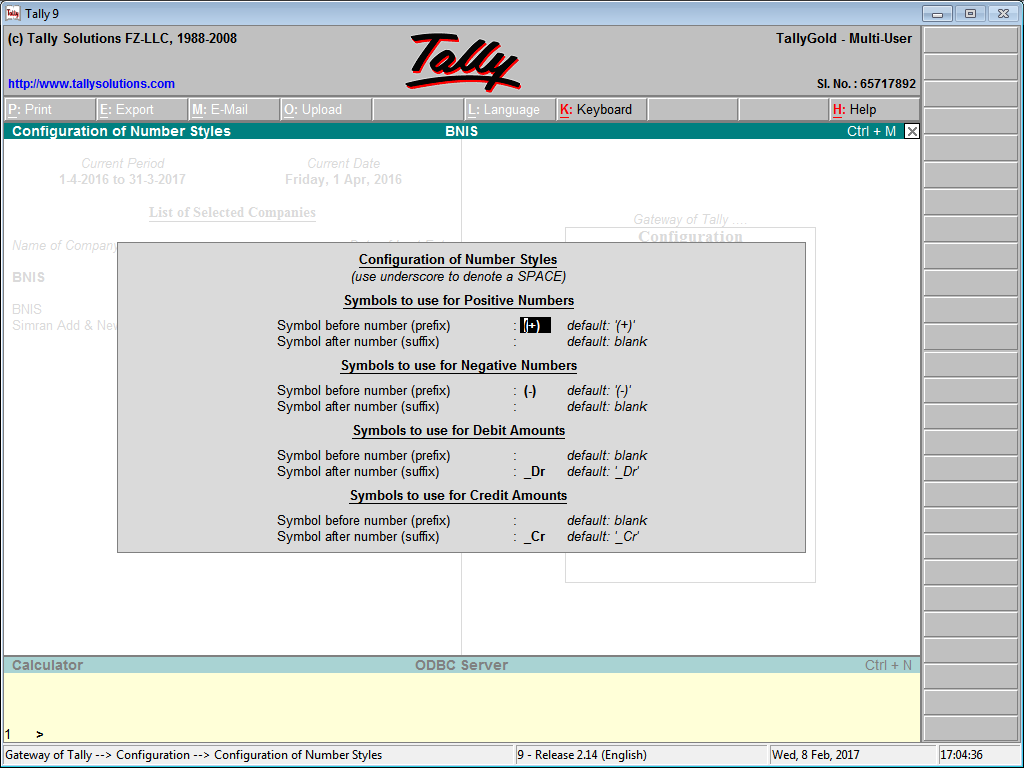 Tally 9
(c) Tally Solutions FZ-LLC, 1988-2008
Tally
TallyGold - Multi-User
http://www.tallysolutions.com
Sl. No. : 65717892
P: Print E: Export M: E-Mail O: Upload L: Language K: Keyboard H: Help
Configuration of Number Styles BNIS Ctrl + M
Current Period Current Date
1-4-2016 to 31-3-2017 Friday, 1 Apr, 2016
List of Selected Companies
Gateway of Tally ....
Configuration
Name of Company
BNIS
BNIS
Simran Add & New
Configuration of Number Styles
(use underscore to denote a SPACE)
Symbols to use for Positive Numbers
Symbol before number (prefix) : (+) default: '(+)'
Symbol after number (suffix) : default: blank
Symbols to use for Negative Numbers
Symbol before number (prefix) : (-) default: '(-)'
Symbol after number (suffix) : default: blank
Symbols to use for Debit Amounts
Symbol before number (prefix) : default: blank
Symbol after number (suffix) : _Dr default: '_Dr'
Symbols to use for Credit Amounts
Symbol before number (prefix) : default: blank
Symbol after number (suffix) : _Cr default: '_Cr'
Calculator ODBC Server Ctrl + N
1 >
Gateway of Tally --> Configuration --> Configuration of Number Styles 9 - Release 2.14 (English) Wed, 8 Feb, 2017 17:04:36